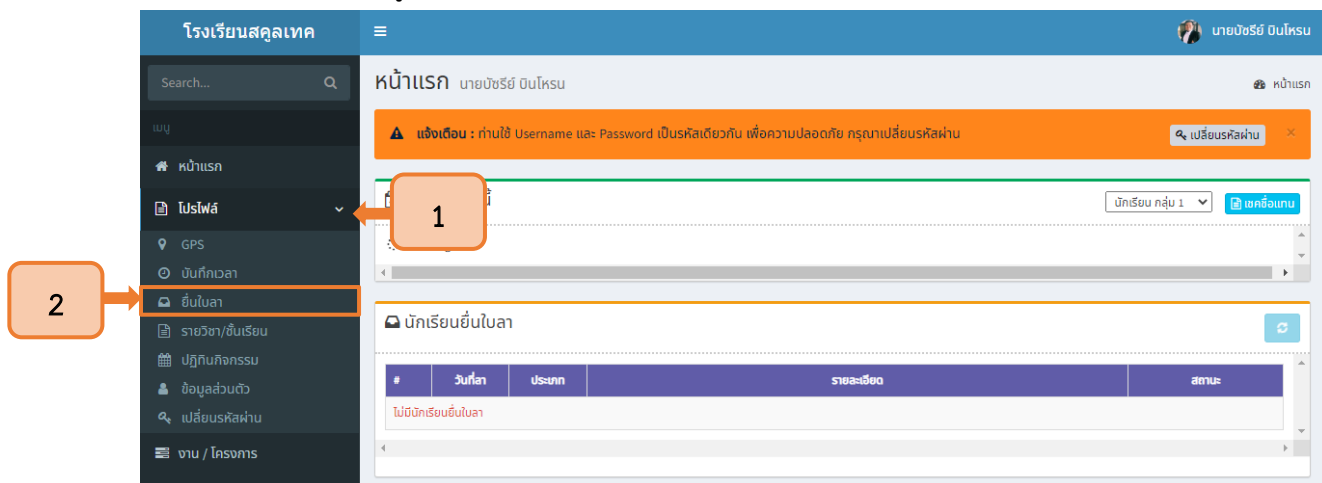 โรงเรียนสคูลเทค
นายบัซรีย์ บินโหรน
Search...
หน้าแรก นายบัซรีย์ บินโหรน
หน้าแรก
เมนู
แจ้งเตือน : ท่านใช้ Username และ Password เป็นรหัสเดียวกัน เพื่อความปลอดภัย กรุณาเปลี่ยนรหัสผ่าน
เปลี่ยนรหัสผ่าน
×
หน้าแรก
โปรไฟล์
1
นักเรียน กลุ่ม 1
เชคชื่อแทน
GPS
บันทึกเวลา
2
ยื่นใบลา
รายวิชา/ชั้นเรียน
ปฏิทินกิจกรรม
ข้อมูลส่วนตัว
เปลี่ยนรหัสผ่าน
งาน / โครงการ
นักเรียนยื่นใบลา
# วันที่ลา ประเภท รายละเอียด สถานะ
ไม่มีนักเรียนยื่นใบลา